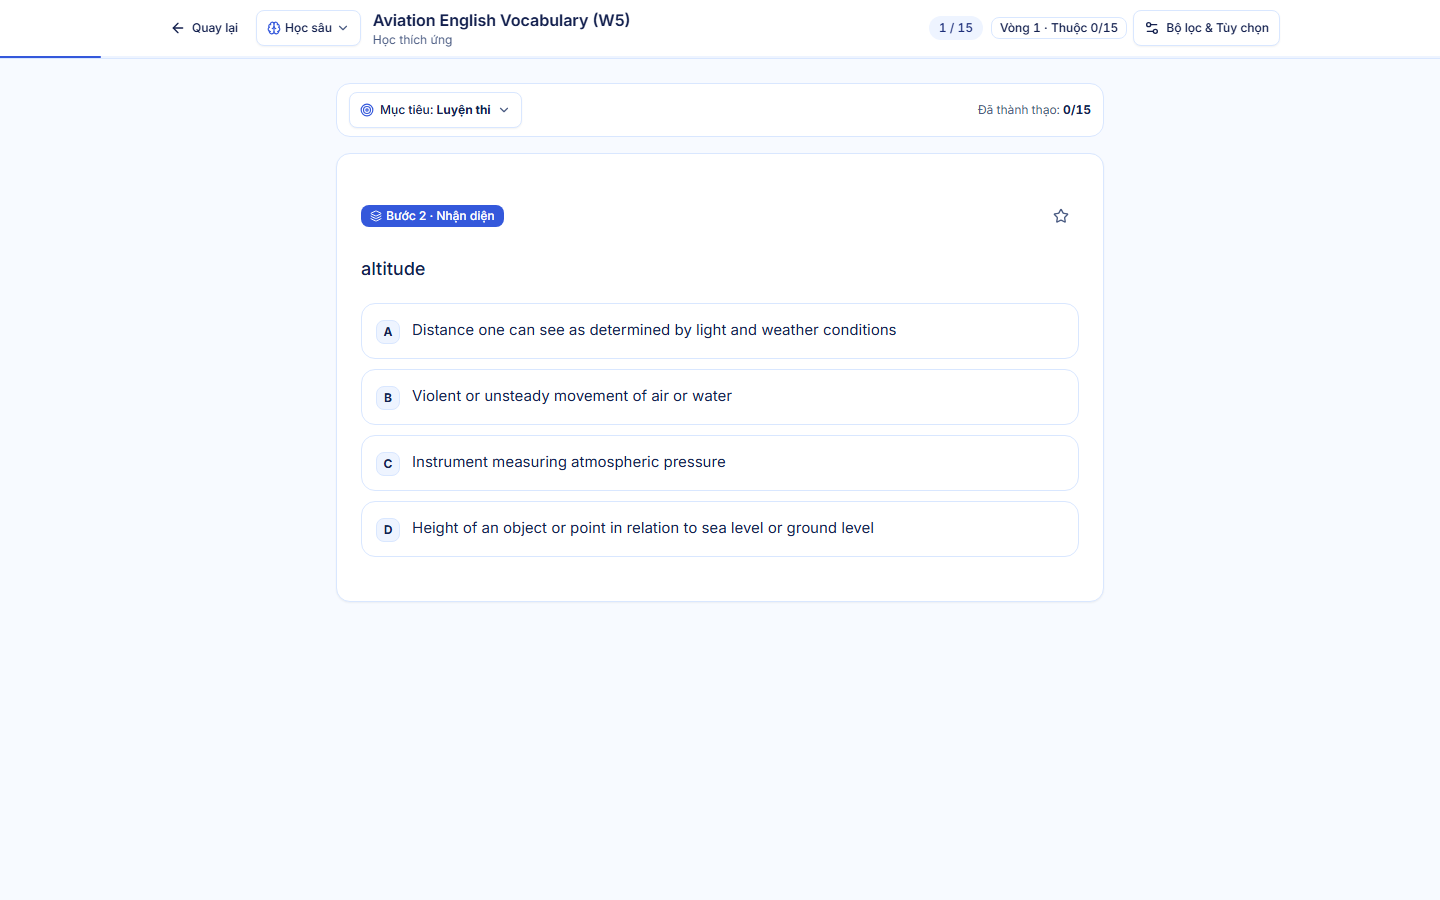 Quay lại
Học sâu
Aviation English Vocabulary (W5)
Học thích ứng
1 / 15
Vòng 1 · Thuộc 0/15
Bộ lọc & Tùy chọn
Mục tiêu: Luyện thi
Đã thành thạo: 0/15
Bước 2 · Nhận diện
altitude
A Distance one can see as determined by light and weather conditions
B Violent or unsteady movement of air or water
C Instrument measuring atmospheric pressure
D Height of an object or point in relation to sea level or ground level